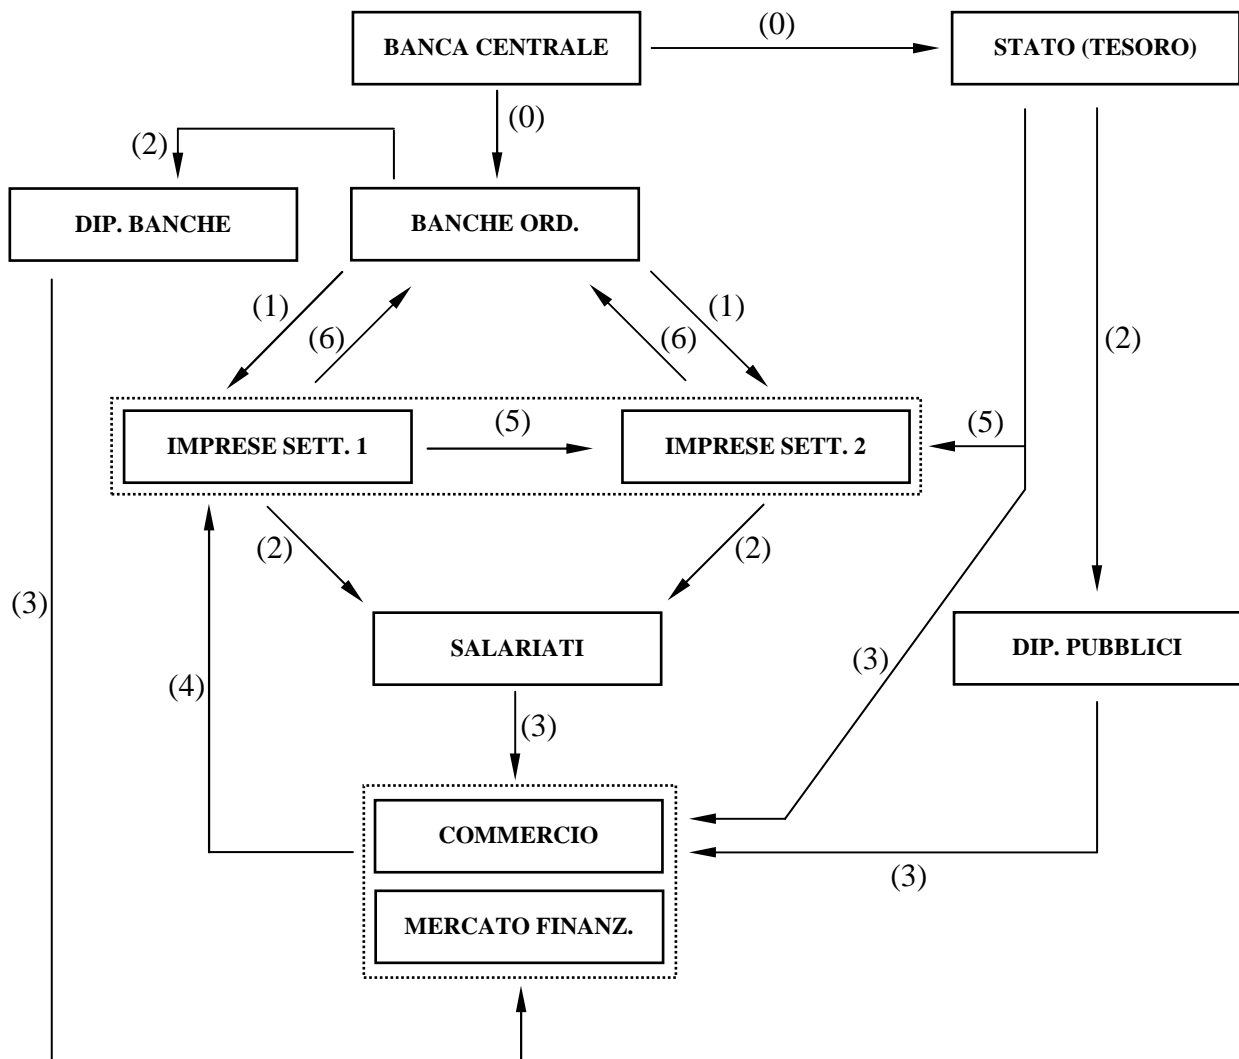 (0)
BANCA CENTRALE
STATO (TESORO)
(0)
(2)
DIP. BANCHE
BANCHE ORD.
(1)
(1)
(6)
(6)
(2)
IMPRESE SETT. 1
(5)
IMPRESE SETT. 2
(5)
(2)
(2)
(3)
SALARIATI
DIP. PUBBLICI
(3)
(4)
(3)
COMMERCIO
(3)
MERCATO FINANZ.